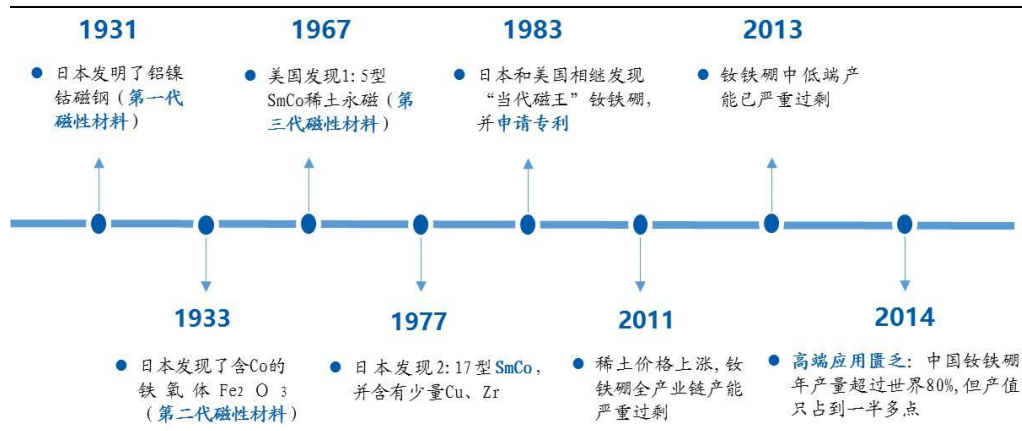 1931
日本发明了铝镍
钴磁钢（第一代
磁性材料）
1967
美国发现1:5型
SmCo稀土永磁（第
三代磁性材料）
1983
日本和美国相继发现
“当代磁王”钕铁硼，
并申请专利
2013
钕铁硼中低端产
能已严重过剩
1933
日本发现了含Co的
铁氧体Fe2O3
（第二代磁性材料）
1977
日本发现2:17型SmCo，
并含有少量Cu、Zr
2011
稀土价格上涨,钕
铁硼全产业链产能
严重过剩
2014
高端应用匮乏：中国钕铁硼
年产量超过世界80%,但产值
只占到一半多点